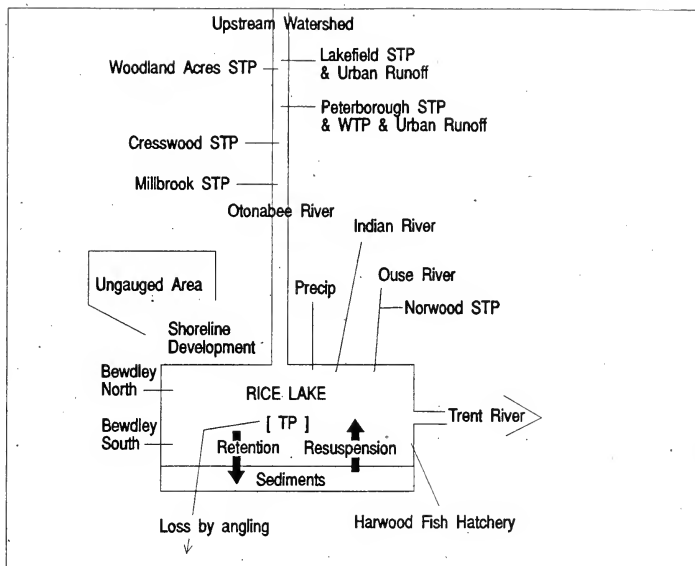 Upstream Watershed
Woodland Acres STP
Lakefield STP
& Urban Runoff
Peterborough STP
& WTP & Urban Runoff
Cresswood STP
Millbrook STP
Otonabee River
Indian River
Ungauged Area
Precip
Ouse River
Norwood STP
Shoreline
Development
Bewdley
North
RICE LAKE
[ TP ]
Trent River
Bewdley
South
Retention
Resuspension
Sediments
Loss by angling
Harwood Fish Hatchery